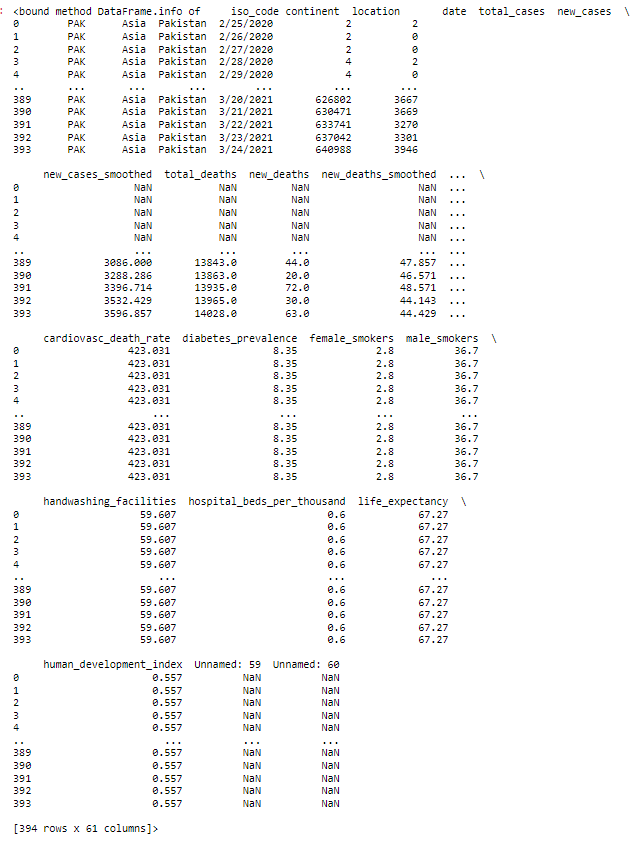 : <bound method DataFrame.info of     iso_code continent  location       date  total_cases  new_cases  \
0        PAK      Asia  Pakistan  2/25/2020            2          2
1        PAK      Asia  Pakistan  2/26/2020            2          0
2        PAK      Asia  Pakistan  2/27/2020            2          0
3        PAK      Asia  Pakistan  2/28/2020            4          2
4        PAK      Asia  Pakistan  2/29/2020            4          0
..       ...       ...       ...        ...          ...        ...
389      PAK      Asia  Pakistan  3/20/2021       626802       3667
390      PAK      Asia  Pakistan  3/21/2021       630471       3669
391      PAK      Asia  Pakistan  3/22/2021       633741       3270
392      PAK      Asia  Pakistan  3/23/2021       637042       3301
393      PAK      Asia  Pakistan  3/24/2021       640988       3946
new_cases_smoothed  total_deaths  new_deaths  new_deaths_smoothed  ...  \
0                   NaN           NaN         NaN                  NaN  ...
1                   NaN           NaN         NaN                  NaN  ...
2                   NaN           NaN         NaN                  NaN  ...
3                   NaN           NaN         NaN                  NaN  ...
4                   NaN           NaN         NaN                  NaN  ...
..                  ...           ...         ...                  ...  ...
389            3086.000       13843.0        44.0               47.857  ...
390            3288.286       13863.0        20.0               46.571  ...
391            3396.714       13935.0        72.0               48.571  ...
392            3532.429       13965.0        30.0               44.143  ...
393            3596.857       14028.0        63.0               44.429  ...
cardiovasc_death_rate  diabetes_prevalence  female_smokers  male_smokers  \
0                  423.031                 8.35             2.8          36.7
1                  423.031                 8.35             2.8          36.7
2                  423.031                 8.35             2.8          36.7
3                  423.031                 8.35             2.8          36.7
4                  423.031                 8.35             2.8          36.7
..                     ...                  ...             ...           ...
389                423.031                 8.35             2.8          36.7
390                423.031                 8.35             2.8          36.7
391                423.031                 8.35             2.8          36.7
392                423.031                 8.35             2.8          36.7
393                423.031                 8.35             2.8          36.7
handwashing_facilities  hospital_beds_per_thousand  life_expectancy  \
0                    59.607                         0.6            67.27
1                    59.607                         0.6            67.27
2                    59.607                         0.6            67.27
3                    59.607                         0.6            67.27
4                    59.607                         0.6            67.27
..                      ...                         ...              ...
389                  59.607                         0.6            67.27
390                  59.607                         0.6            67.27
391                  59.607                         0.6            67.27
392                  59.607                         0.6            67.27
393                  59.607                         0.6            67.27
human_development_index  Unnamed: 59  Unnamed: 60
0                      0.557          NaN          NaN
1                      0.557          NaN          NaN
2                      0.557          NaN          NaN
3                      0.557          NaN          NaN
4                      0.557          NaN          NaN
..                       ...          ...          ...
389                    0.557          NaN          NaN
390                    0.557          NaN          NaN
391                    0.557          NaN          NaN
392                    0.557          NaN          NaN
393                    0.557          NaN          NaN
[394 rows x 61 columns]>